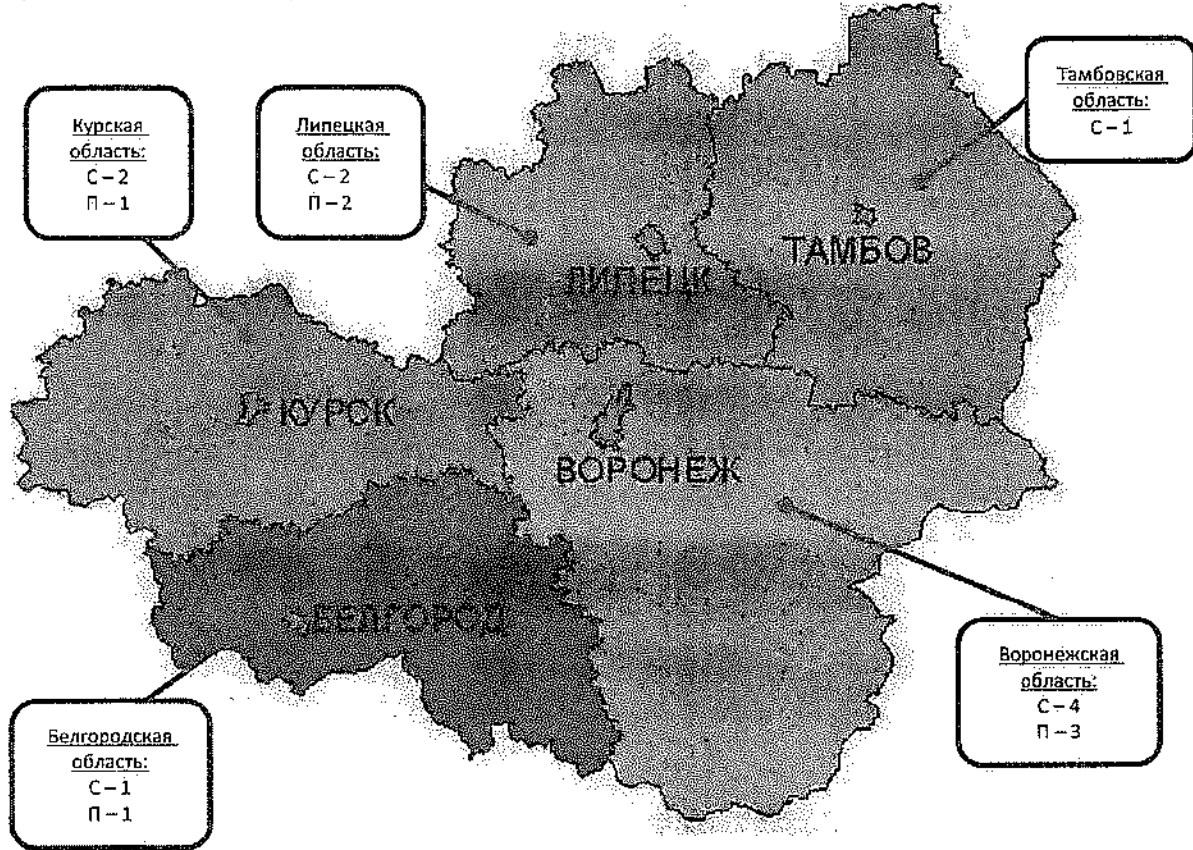 Тамбовская
область:
С – 1
Курская
область:
С – 2
П – 1
Липецкая
область:
С – 2
П – 2
ТАМБОВ
ЛИПЕЦК
КУРСК
ВОРОНЕЖ
БЕЛГОРОД
Воронежская
область:
С – 4
П – 3
Белгородская
область:
С – 1
П – 1